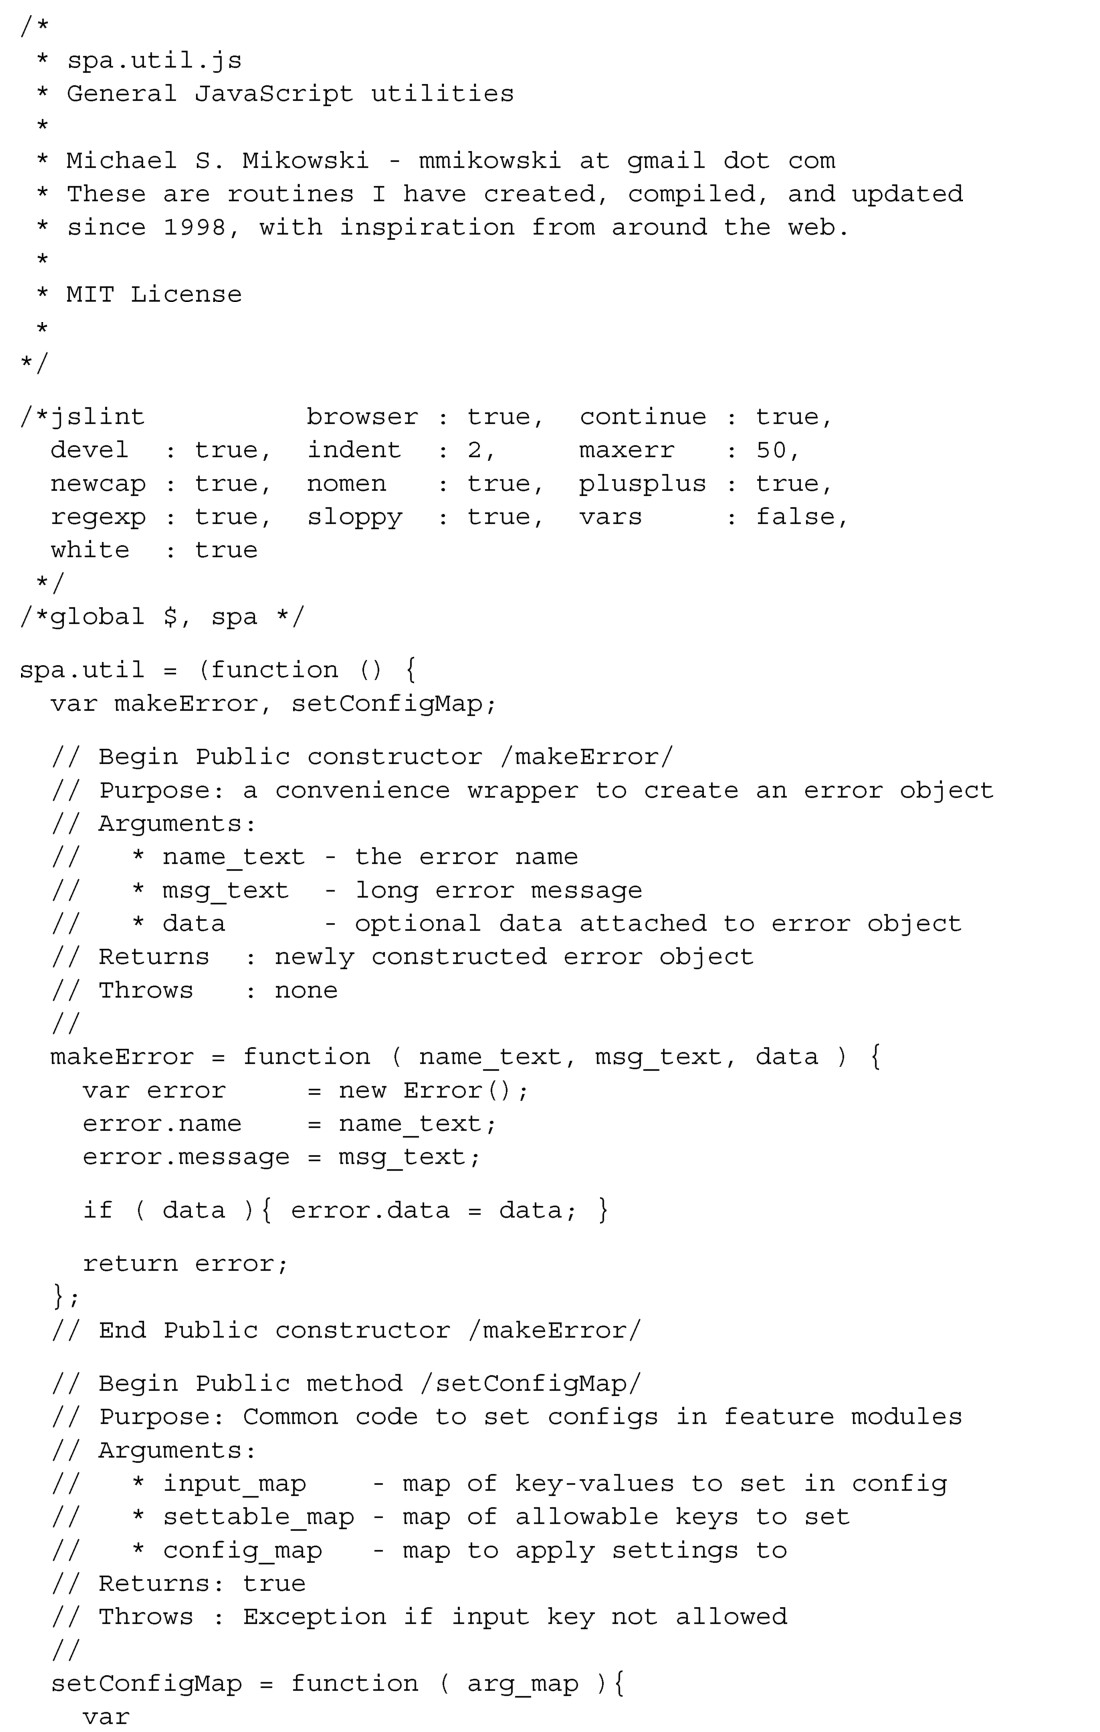 /*
 * spa.util.js
 * General JavaScript utilities
 *
 * Michael S. Mikowski - mmikowski at gmail dot com
 * These are routines I have created, compiled, and updated
 * since 1998, with inspiration from around the web.
 *
 * MIT License
 *
*/
/*jslint          browser : true,  continue : true,
  devel  : true,  indent  : 2,     maxerr   : 50,
  newcap : true,  nomen   : true,  plusplus : true,
  regexp : true,  sloppy  : true,  vars     : false,
  white  : true
 */
/*global $, spa */
spa.util = (function () {
  var makeError, setConfigMap;
  // Begin Public constructor /makeError/
  // Purpose: a convenience wrapper to create an error object
  // Arguments:
  //   * name_text - the error name
  //   * msg_text  - long error message
  //   * data      - optional data attached to error object
  // Returns  : newly constructed error object
  // Throws   : none
  //
  makeError = function ( name_text, msg_text, data ) {
    var error     = new Error();
    error.name    = name_text;
    error.message = msg_text;
    if ( data ){ error.data = data; }
    return error;
  };
  // End Public constructor /makeError/
  // Begin Public method /setConfigMap/
  // Purpose: Common code to set configs in feature modules
  // Arguments:
  //   * input_map    - map of key-values to set in config
  //   * settable_map - map of allowable keys to set
  //   * config_map   - map to apply settings to
  // Returns: true
  // Throws : Exception if input key not allowed
  //
  setConfigMap = function ( arg_map ){
    var